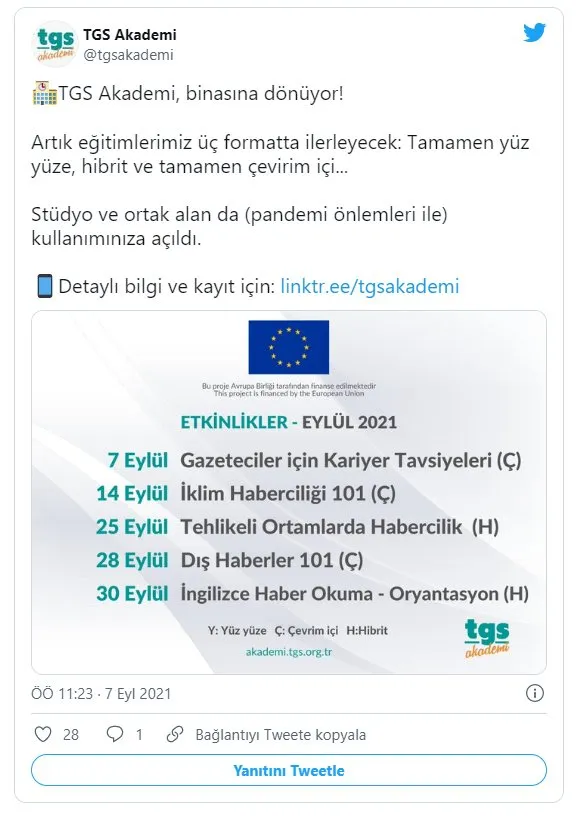 tgs
akademi
TGS Akademi
@tgsakademi
TGS Akademi, binasına dönüyor!
Artık eğitimlerimiz üç formatta ilerleyecek: Tamamen yüz
yüze, hibrit ve tamamen çevirim içi...
Stüdyo ve ortak alan da (pandemi önlemleri ile)
kullanımınıza açıldı.
Detaylı bilgi ve kayıt için: linktr.ee/tgsakademi
Bu proje Avrupa Birliği tarafından finanse edilmektedir
This project is financed by the European Union
ETKİNLİKLER - EYLÜL 2021
7 Eylül Gazeteciler için Kariyer Tavsiyeleri (Ç)
14 Eylül İklim Haberciliği 101 (Ç)
25 Eylül Tehlikeli Ortamlarda Habercilik (H)
28 Eylül Dış Haberler 101 (Ç)
30 Eylül İngilizce Haber Okuma - Oryantasyon (H)
Y: Yüz yüze Ç: Çevrim içi H:Hibrit
akademi.tgs.org.tr
tgs
akademi
ÖÖ 11:23 · 7 Eyl 2021
28 1 Bağlantıyı Tweete kopyala
Yanıtını Tweetle